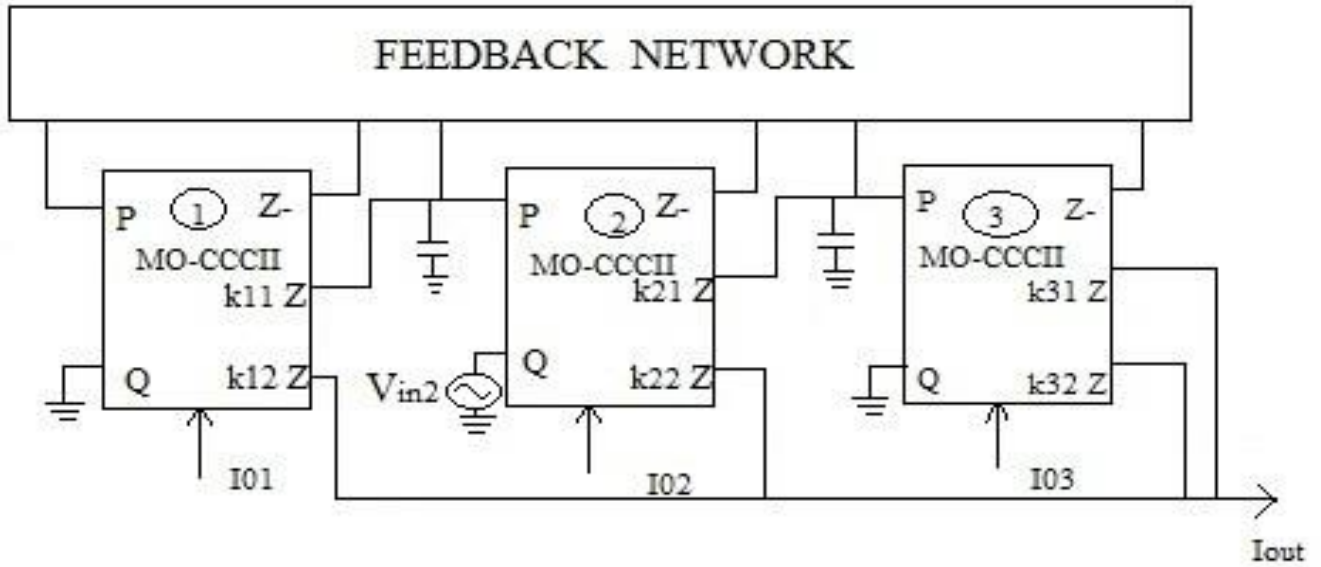 FEEDBACK NETWORK
P 1 Z-
MO-CCCII
k11 Z
Q k12 Z
I01
P 2 Z-
MO-CCCII
k21 Z
Vin2 Q k22 Z
I02
P 3 Z-
MO-CCCII
k31 Z
Q k32 Z
I03
Iout